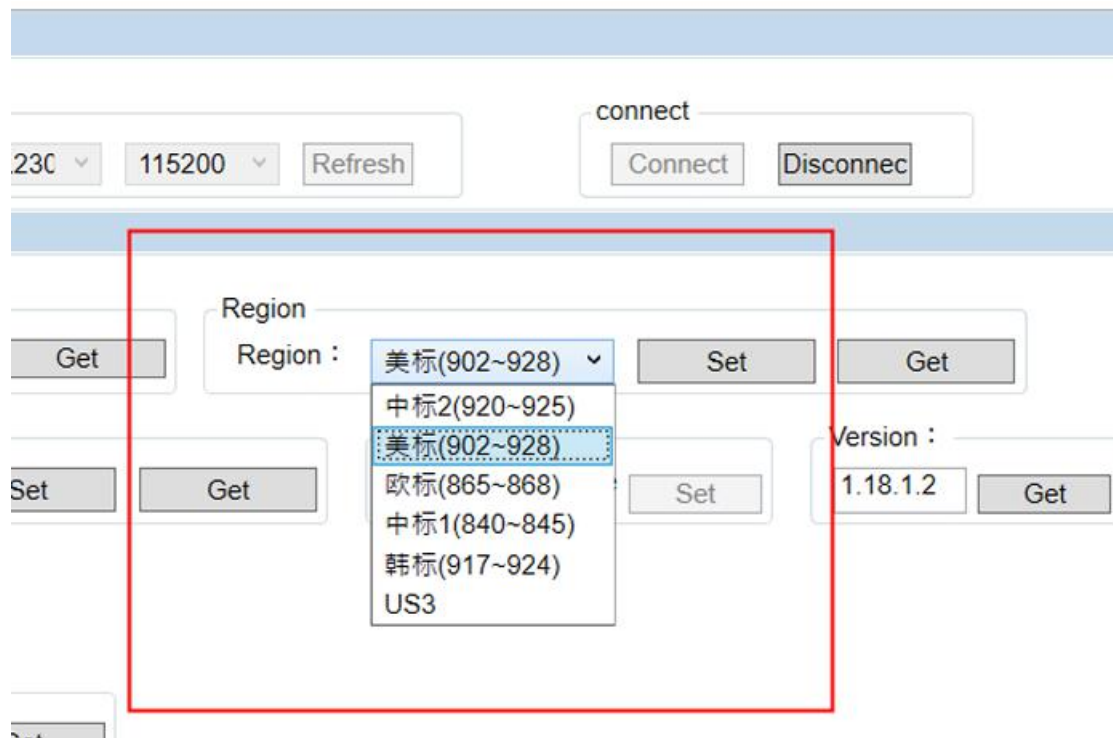 connect
115200 Refresh Connect Disconnec
Region
Get Region： 美标(902~928) Set Get
中标2(920~925)
美标(902~928)
Version：
欧标(865~868)
Set Get Set 1.18.1.2 Get
中标1(840~845)
韩标(917~924)
US3